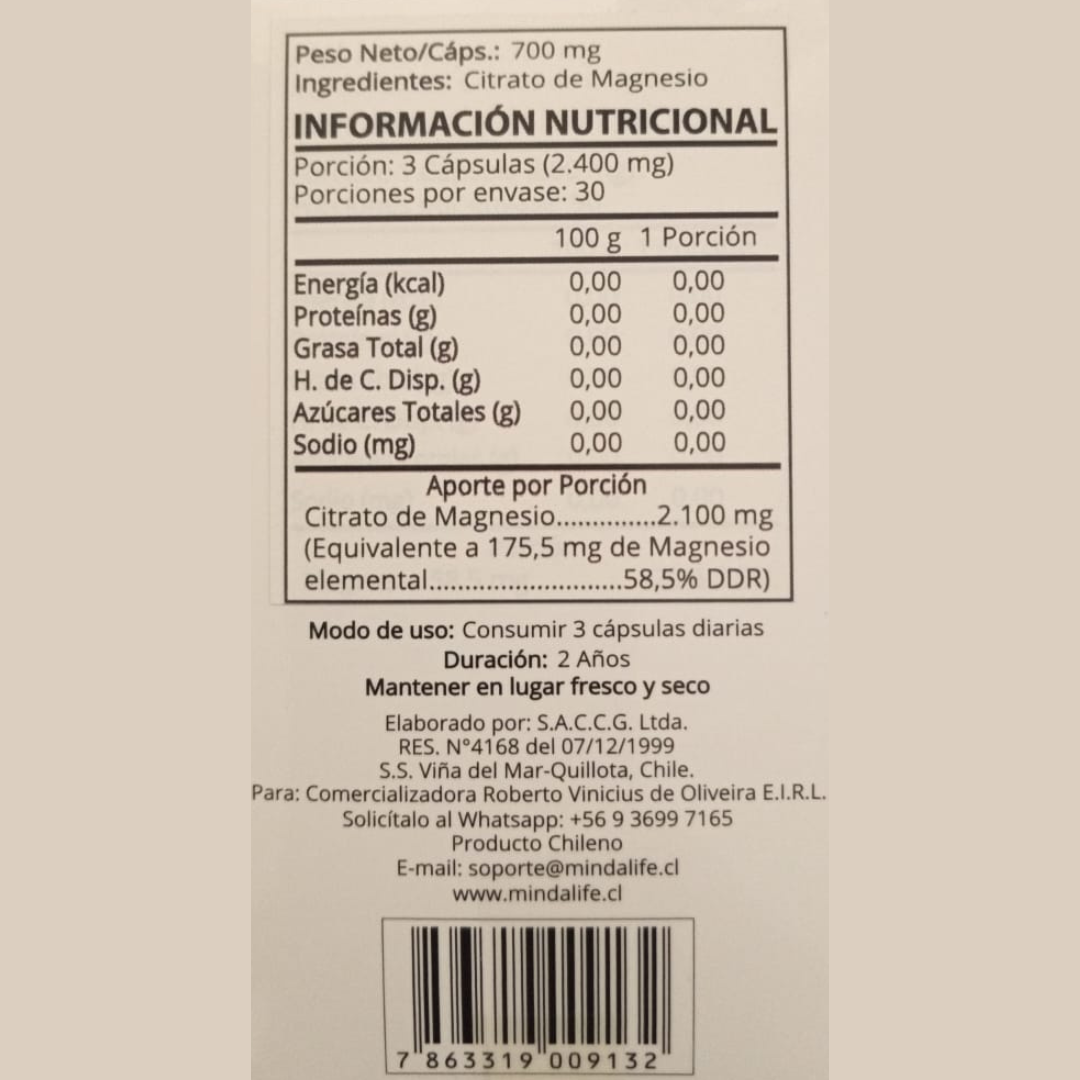 Peso Neto/Cáps.: 700 mg
Ingredientes: Citrato de Magnesio
INFORMACIÓN NUTRICIONAL
Porción: 3 Cápsulas (2.400 mg)
Porciones por envase: 30
100 g 1 Porción
Energía (kcal) 0,00 0,00
Proteínas (g) 0,00 0,00
Grasa Total (g) 0,00 0,00
H. de C. Disp. (g) 0,00 0,00
Azúcares Totales (g) 0,00 0,00
Sodio (mg) 0,00 0,00
Aporte por Porción
Citrato de Magnesio...............2.100 mg
(Equivalente a 175,5 mg de Magnesio
elemental.............................58,5% DDR)
Modo de uso: Consumir 3 cápsulas diarias
Duración: 2 Años
Mantener en lugar fresco y seco
Elaborado por: S.A.C.C.G. Ltda.
RES. N°4168 del 07/12/1999
S.S. Viña del Mar-Quillota, Chile.
Para: Comercializadora Roberto Vinicius de Oliveira E.I.R.L.
Solicítalo al Whatsapp: +56 9 3699 7165
Producto Chileno
E-mail: soporte@mindalife.cl
www.mindalife.cl
7 863319 009132